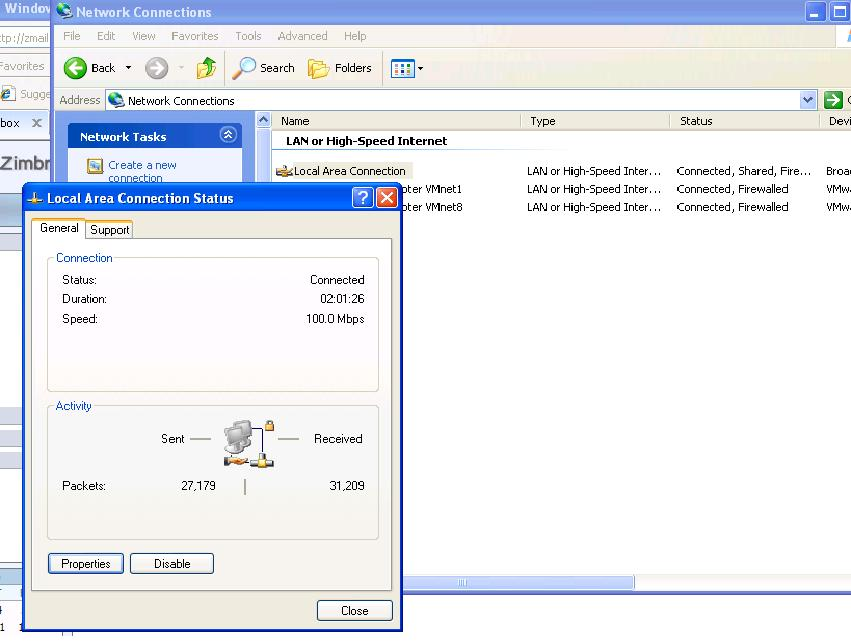 Windov
Network Connections
ttp://zmail
File Edit View Favorites Tools Advanced Help
Favorites
Back Search Folders
Sugge
Address Network Connections
box
Name Type Status Devi
Network Tasks
LAN or High-Speed Internet
Zimbr
Create a new
connection
Local Area Connection LAN or High-Speed Inter... Connected, Shared, Fire... Broa
pter VMnet1 LAN or High-Speed Inter... Connected, Firewalled VMwa
pter VMnet8 LAN or High-Speed Inter... Connected, Firewalled VMwa
Local Area Connection Status
General Support
Connection
Status: Connected
Duration: 02:01:26
Speed: 100.0 Mbps
Activity
Sent Received
Packets: 27,179 31,209
Properties Disable
Close